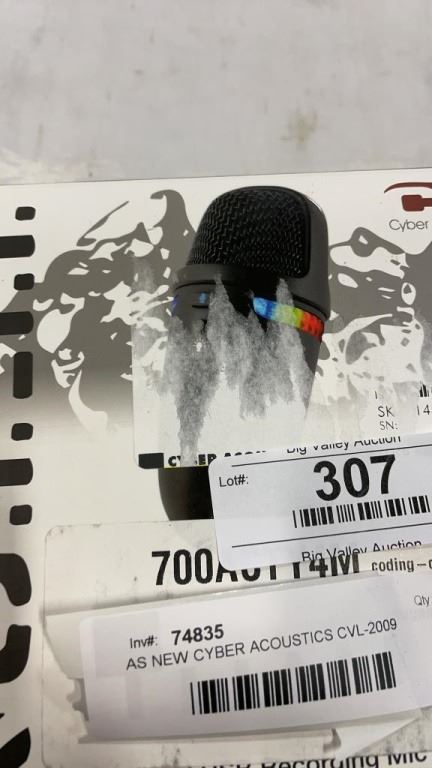 Cyber
SK 14
SN:
Big Valley Auction
Lot#: 307
Big Valley Auction
coding
Qty
Inv#: 74835
AS NEW CYBER ACOUSTICS CVL-2009
Recording Mic